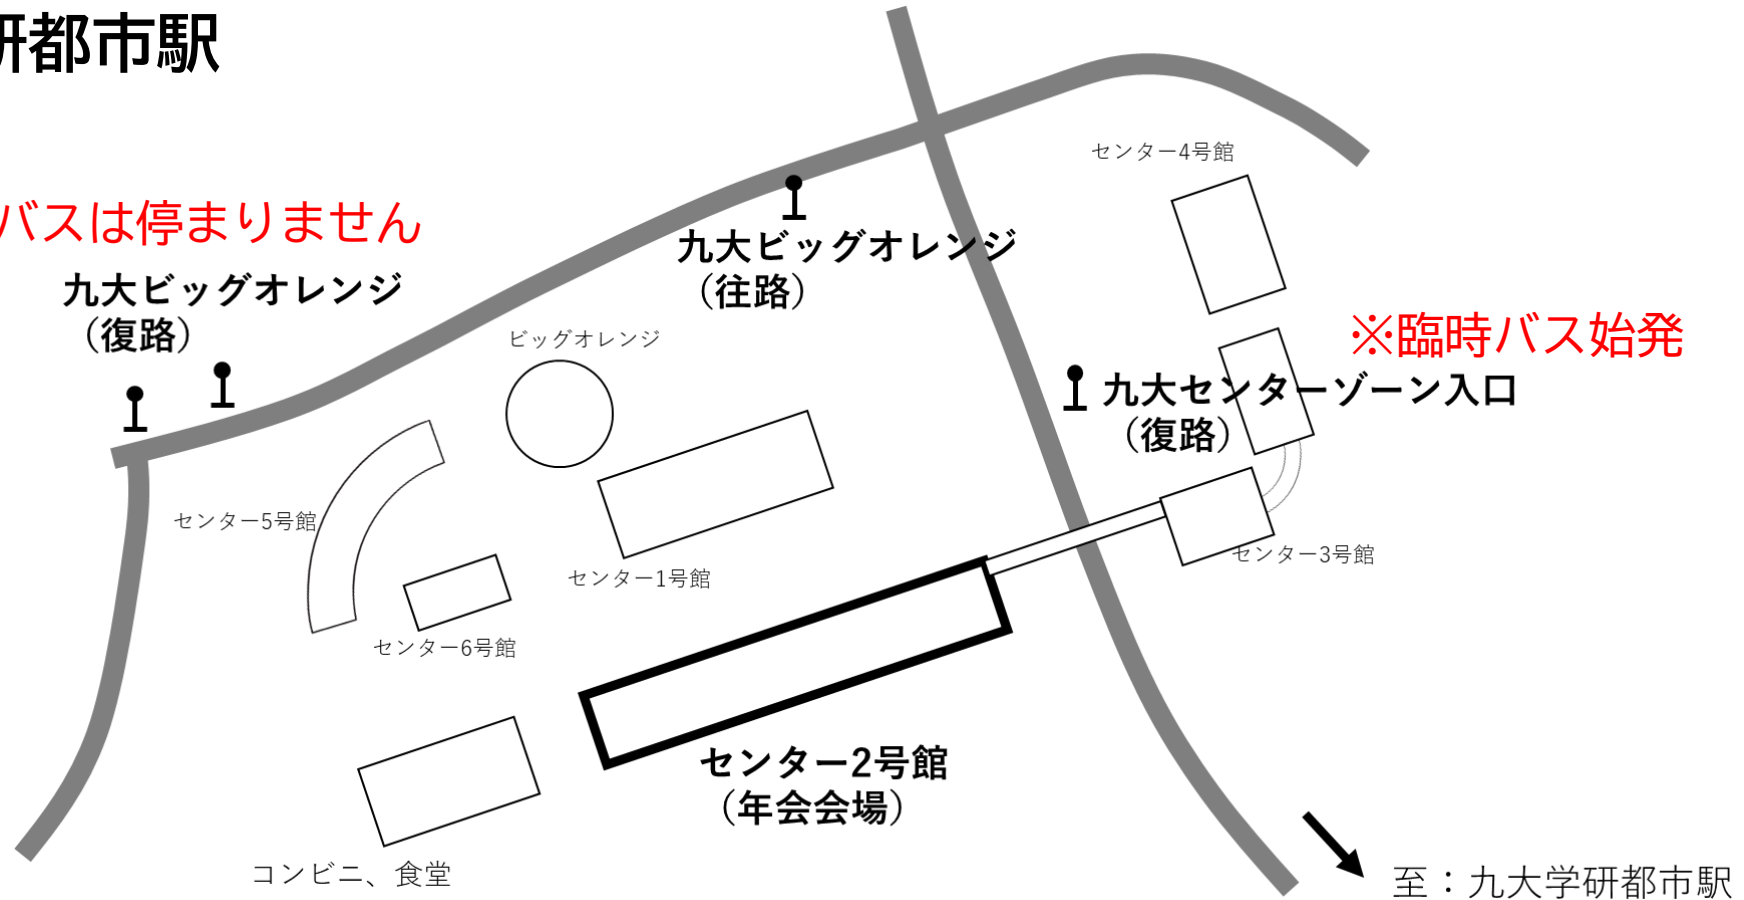 研都市駅
センター4号館
バスは停まりません
九大ビッグオレンジ
（往路）
九大ビッグオレンジ
（復路）
※臨時バス始発
ビッグオレンジ
九大センターゾーン入口
（復路）
センター5号館
センター3号館
センター1号館
センター6号館
センター2号館
（年会会場）
コンビニ、食堂
至：九大学研都市駅